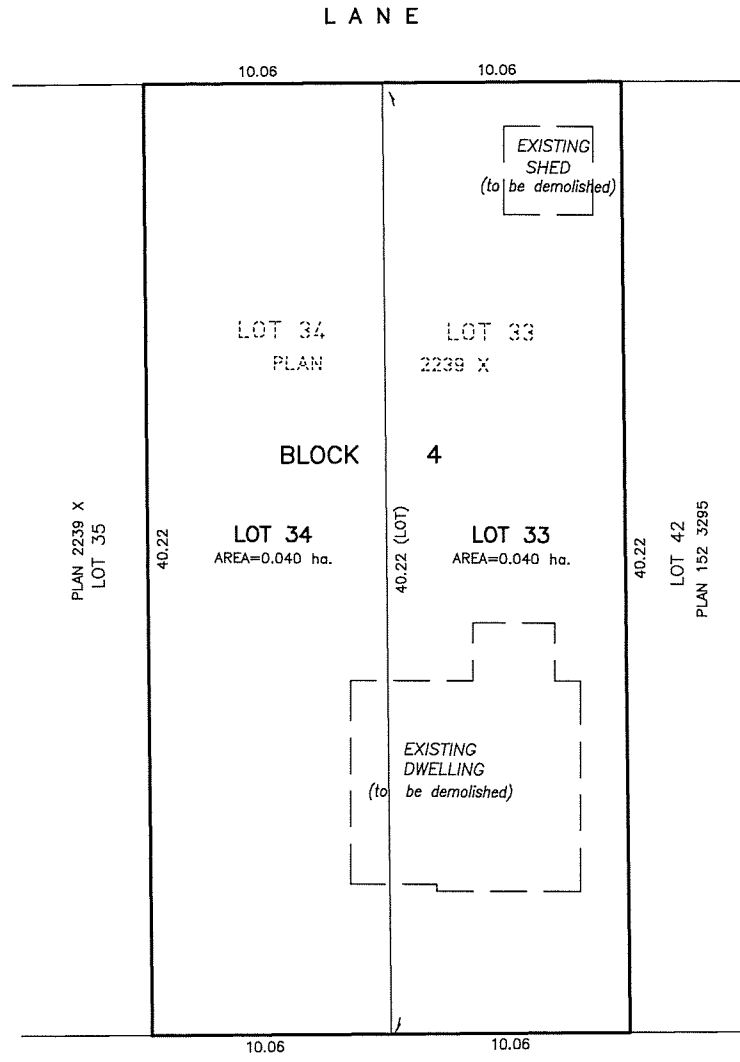 LANE
10.06 10.06
EXISTING
SHED
(to be demolished)
LOT 34 LOT 33
PLAN 2239 X
BLOCK 4
PLAN 2239 X
LOT 35
40.22
LOT 34
AREA=0.040 ha.
40.22 (LOT)
LOT 33
AREA=0.040 ha.
40.22
LOT 42
PLAN 152 3295
EXISTING
DWELLING
(to be demolished)
10.06 10.06